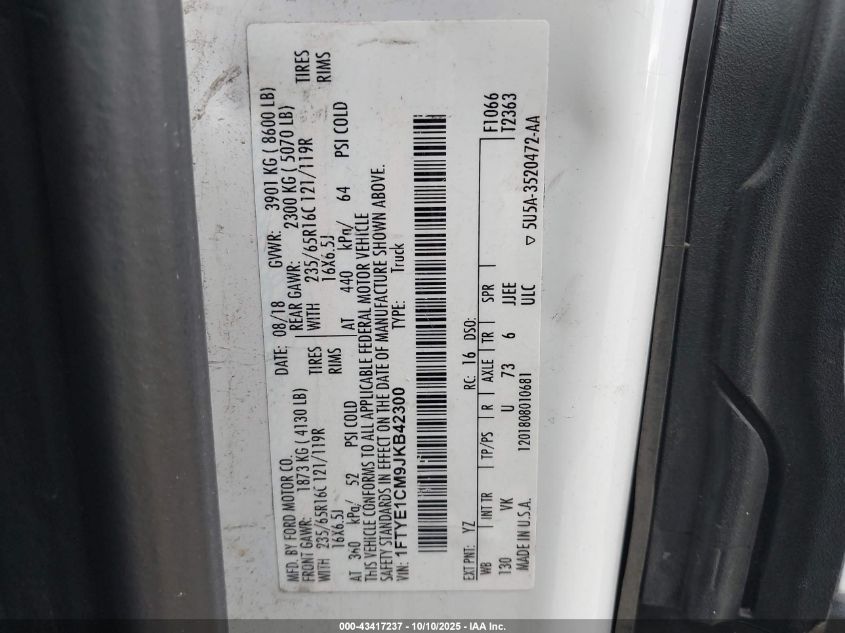 MFD. BY FORD MOTOR CO.
DATE: 08/18 GVWR: 3901 KG ( 8600 LB)
FRONT GAWR: 1873 KG ( 4130 LB) REAR GAWR: 2300 KG ( 5070 LB)
WITH 235/65R16C 121/119R TIRES WITH 235/65R16C 121/119R TIRES
16X6.5J RIMS 16X6.5J RIMS
AT 360 kPa/ 52 PSI COLD AT 440 kPa/ 64 PSI COLD
THIS VEHICLE CONFORMS TO ALL APPLICABLE FEDERAL MOTOR VEHICLE
SAFETY STANDARDS IN EFFECT ON THE DATE OF MANUFACTURE SHOWN ABOVE.
VIN: 1FTYE1CM9JKB42300 TYPE: Truck
EXT PNT: YZ RC: 16 DSO: F1066
WB INT TR TP/PS R AXLE TR SPR T2363
130 VK U 73 6 JJEE
MADE IN U.S.A. 1201808010681 ULC ▽ 5U5A-3520472-AA
000-43417237 - 10/10/2025 - IAA Inc.